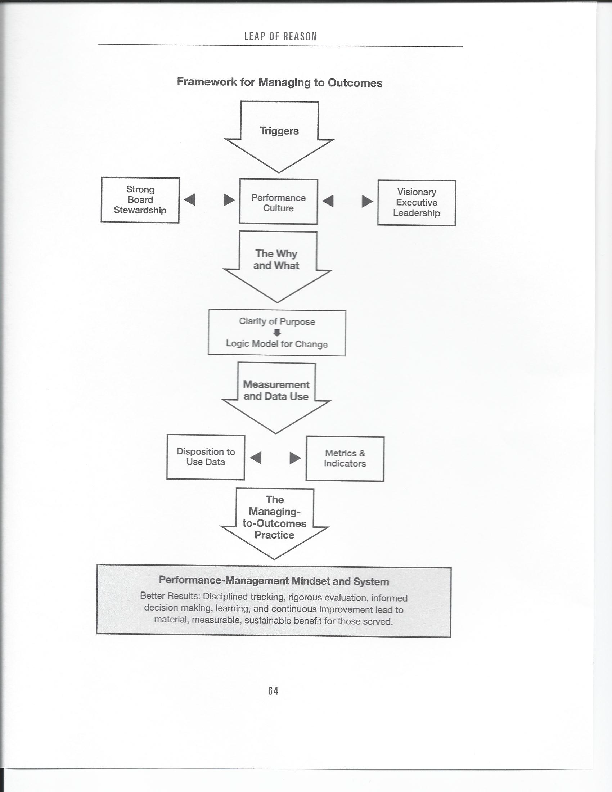 LEAP OF REASON
Framework for Managing to Outcomes
Triggers
Strong
Board
Stewardship
Performance
Culture
Visionary
Executive
Leadership
The Why
and What
Clarity of Purpose
Logic Model for Change
Measurement
and Data Use
Disposition to
Use Data
Metrics &
Indicators
The
Managing-
to-Outcomes
Practice
Performance-Management Mindset and System
Better Results: Disciplined tracking, rigorous evaluation, informed
decision making, learning, and continuous improvement lead to
material, measurable, sustainable benefit for those served.
64